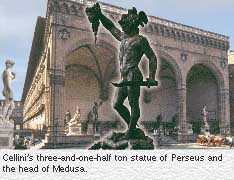 Cellini's three-and-one-half ton statue of Perseus and
the head of Medusa.